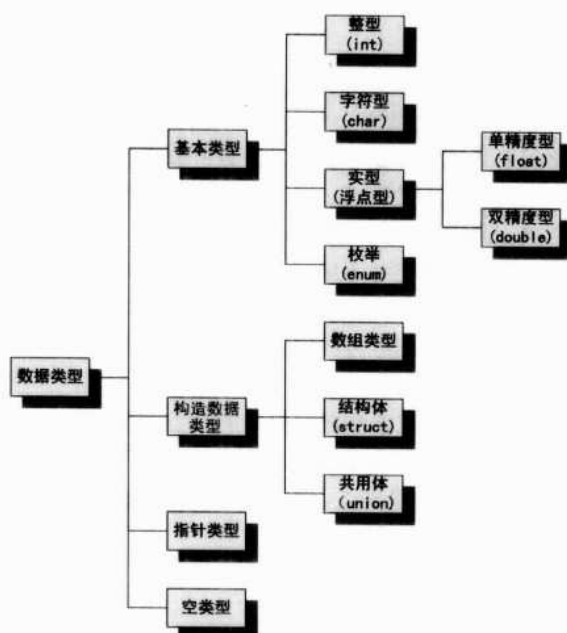 数据类型
基本类型
整型
(int)
字符型
(char)
实型
(浮点型)
单精度型
(float)
双精度型
(double)
枚举
(enum)
构造数据
类型
数组类型
结构体
(struct)
共用体
(union)
指针类型
空类型